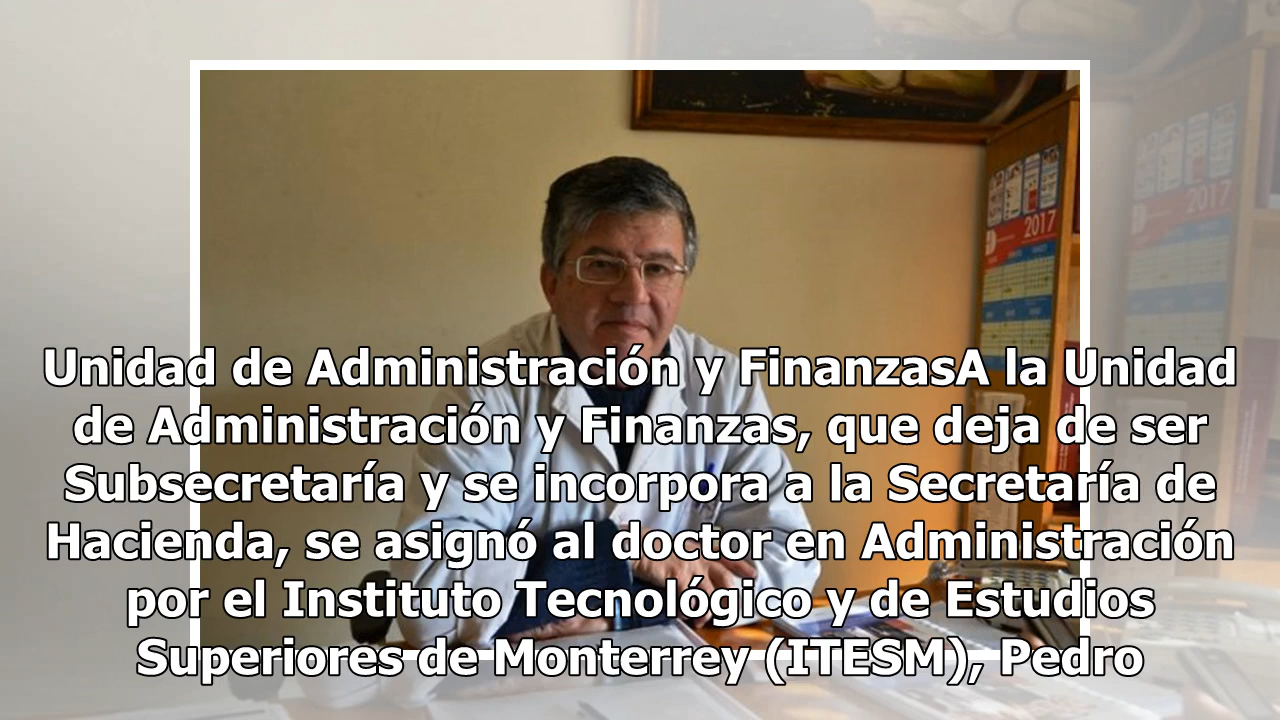 2017
Unidad de Administración y FinanzasA la Unidad
de Administración y Finanzas, que deja de ser
Subsecretaría y se incorpora a la Secretaría de
Hacienda, se asignó al doctor en Administración
por el Instituto Tecnológico y de Estudios
Superiores de Monterrey (ITESM), Pedro